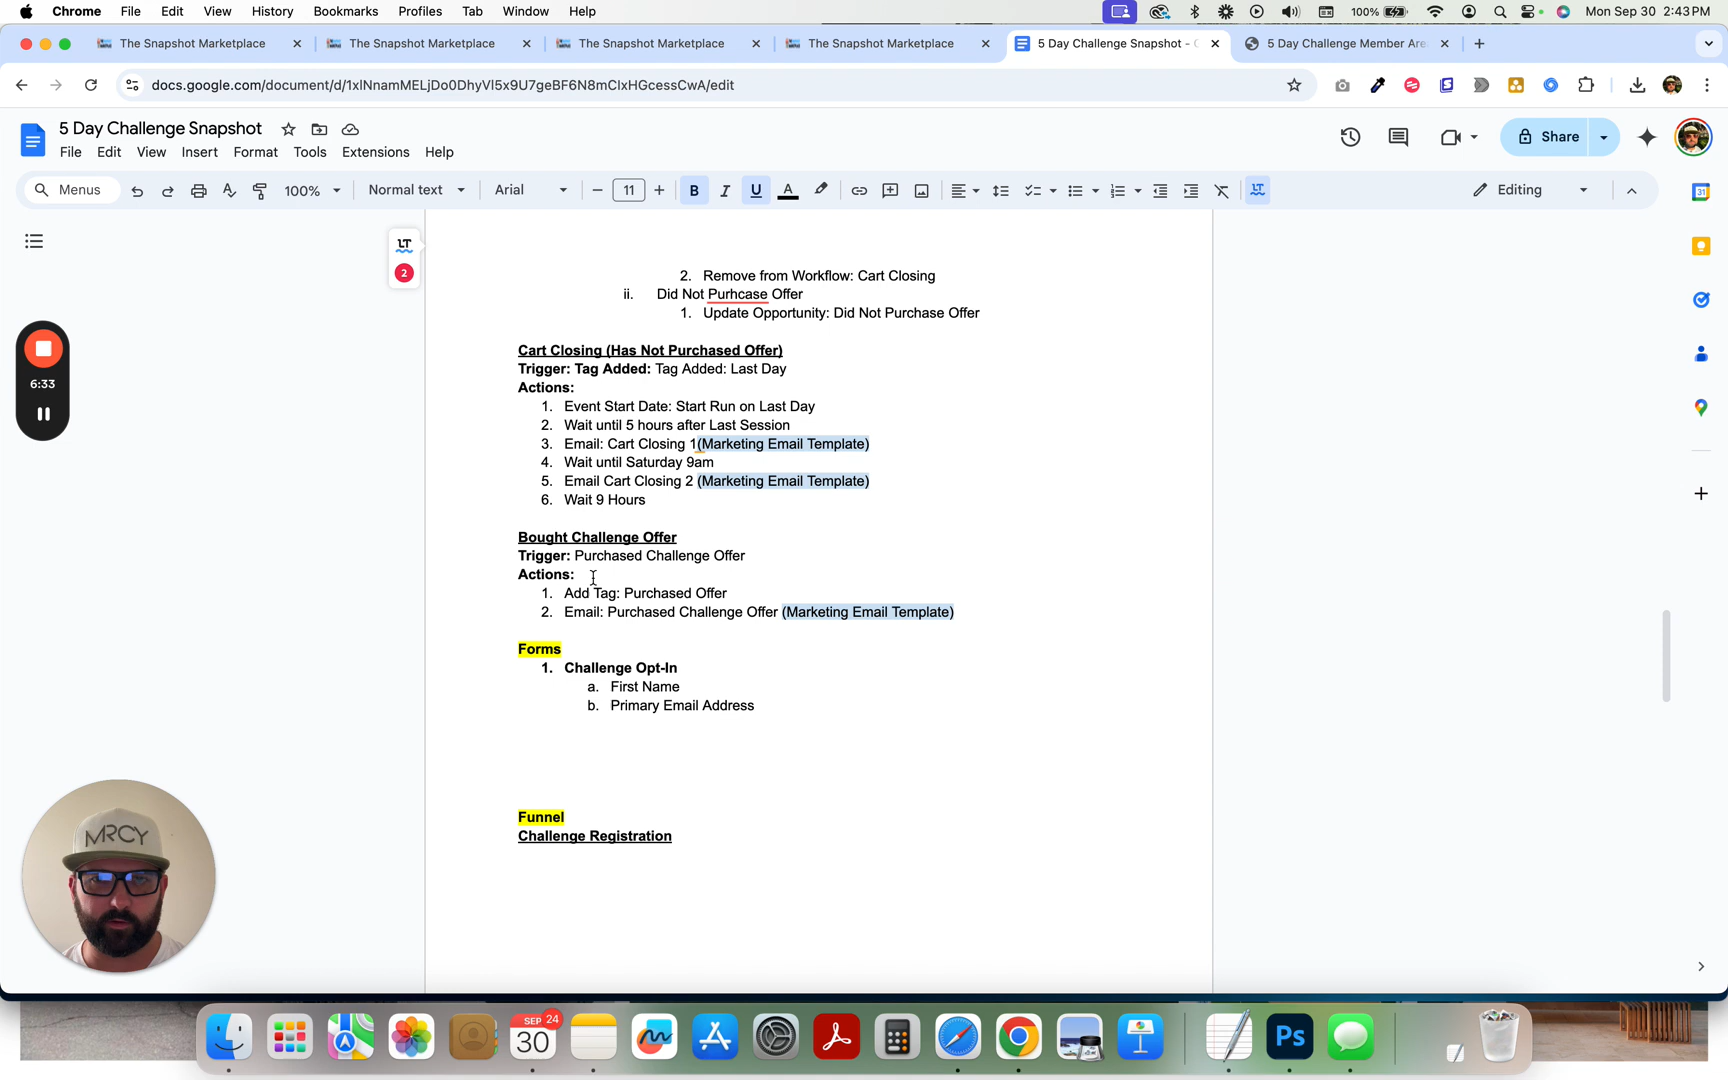 Chrome File Edit View History Bookmarks Profiles Tab Window Help 100% Mon Sep 30 2:43 PM
The Snapshot Marketplace The Snapshot Marketplace The Snapshot Marketplace The Snapshot Marketplace 5 Day Challenge Snapshot - 5 Day Challenge Member Are
docs.google.com/document/d/1xlNnamMELjDo0DhyVl5x9U7geBF6N8mClxHGcessCwA/edit
5 Day Challenge Snapshot
File Edit View Insert Format Tools Extensions Help
Share
Menus 100% Normal text Arial 11 B I U A Editing
LT
2
31
2. Remove from Workflow: Cart Closing
ii. Did Not Purhcase Offer
1. Update Opportunity: Did Not Purchase Offer
Cart Closing (Has Not Purchased Offer)
Trigger: Tag Added: Tag Added: Last Day
Actions:
1. Event Start Date: Start Run on Last Day
2. Wait until 5 hours after Last Session
3. Email: Cart Closing 1(Marketing Email Template)
4. Wait until Saturday 9am
5. Email Cart Closing 2 (Marketing Email Template)
6. Wait 9 Hours
Bought Challenge Offer
Trigger: Purchased Challenge Offer
Actions:
1. Add Tag: Purchased Offer
2. Email: Purchased Challenge Offer (Marketing Email Template)
Forms
1. Challenge Opt-In
a. First Name
b. Primary Email Address
Funnel
Challenge Registration
6:33
MRCY
SEP 24
30
Ps